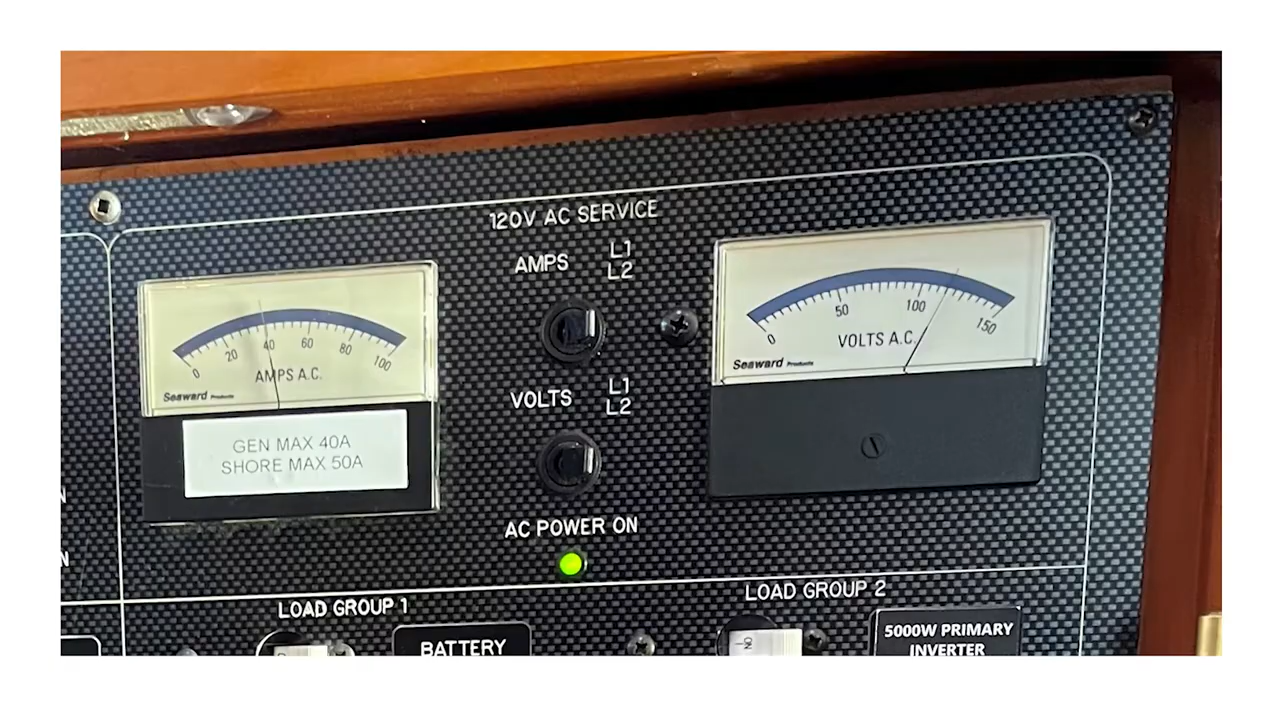 120V AC SERVICE
AMPS
L1
L2
0 20 40 60 80 100
AMPS A.C.
Seaward Products
GEN MAX 40A
SHORE MAX 50A
VOLTS
L1
L2
0 50 100 150
VOLTS A.C.
Seaward Products
N
N
AC POWER ON
LOAD GROUP 1
LOAD GROUP 2
BATTERY
ON
5000W PRIMARY
INVERTER